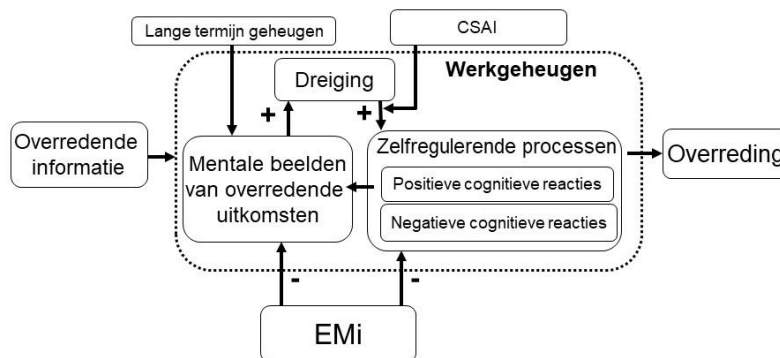 Lange termijn geheugen
CSAI
Werkgeheugen
Dreiging
+
+
Overredende
informatie
Mentale beelden
van overredende
uitkomsten
Zelfregulerende processen
Positieve cognitieve reacties
Negatieve cognitieve reacties
Overreding
-
-
EMi